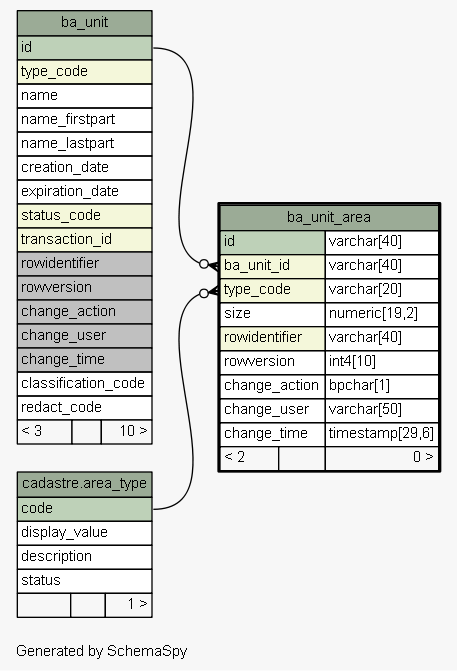 ba_unit
id
type_code
name
name_firstpart
name_lastpart
creation_date
expiration_date
status_code
transaction_id
rowidentifier
rowversion
change_action
change_user
change_time
classification_code
redact_code
< 3 10 >
ba_unit_area
id varchar[40]
ba_unit_id varchar[40]
type_code varchar[20]
size numeric[19,2]
rowidentifier varchar[40]
rowversion int4[10]
change_action bpchar[1]
change_user varchar[50]
change_time timestamp[29,6]
< 2 0 >
cadastre.area_type
code
display_value
description
status
1 >
Generated by SchemaSpy